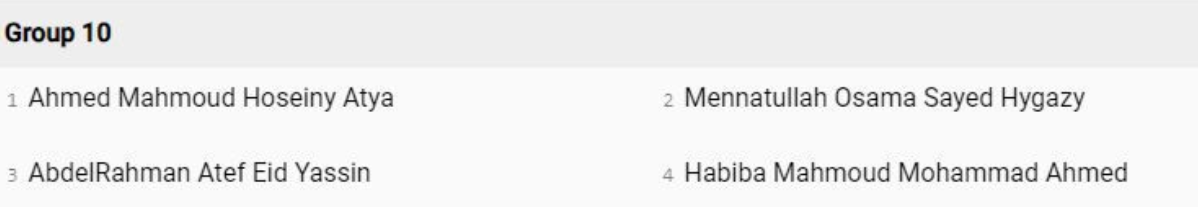 Group 10
1 Ahmed Mahmoud Hoseiny Atya
2 Mennatullah Osama Sayed Hygazy
3 AbdelRahman Atef Eid Yassin
4 Habiba Mahmoud Mohammad Ahmed